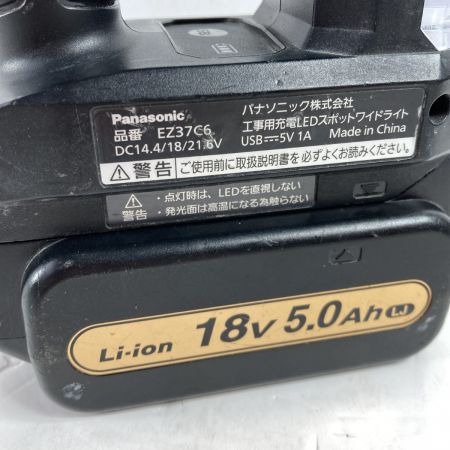 Panasonic
パナソニック株式会社
品番 EZ37C6
工事用充電LEDスポットワイドライト
DC14.4/18/21.6V
USB⎓5V 1A Made in China
警告 ご使用前に取扱説明書を必ずよくお読みください。
警告
・点灯時は、LEDを直視しない
・発光面は高温になる為触らない
Li-ion 18V 5.0Ah LJ